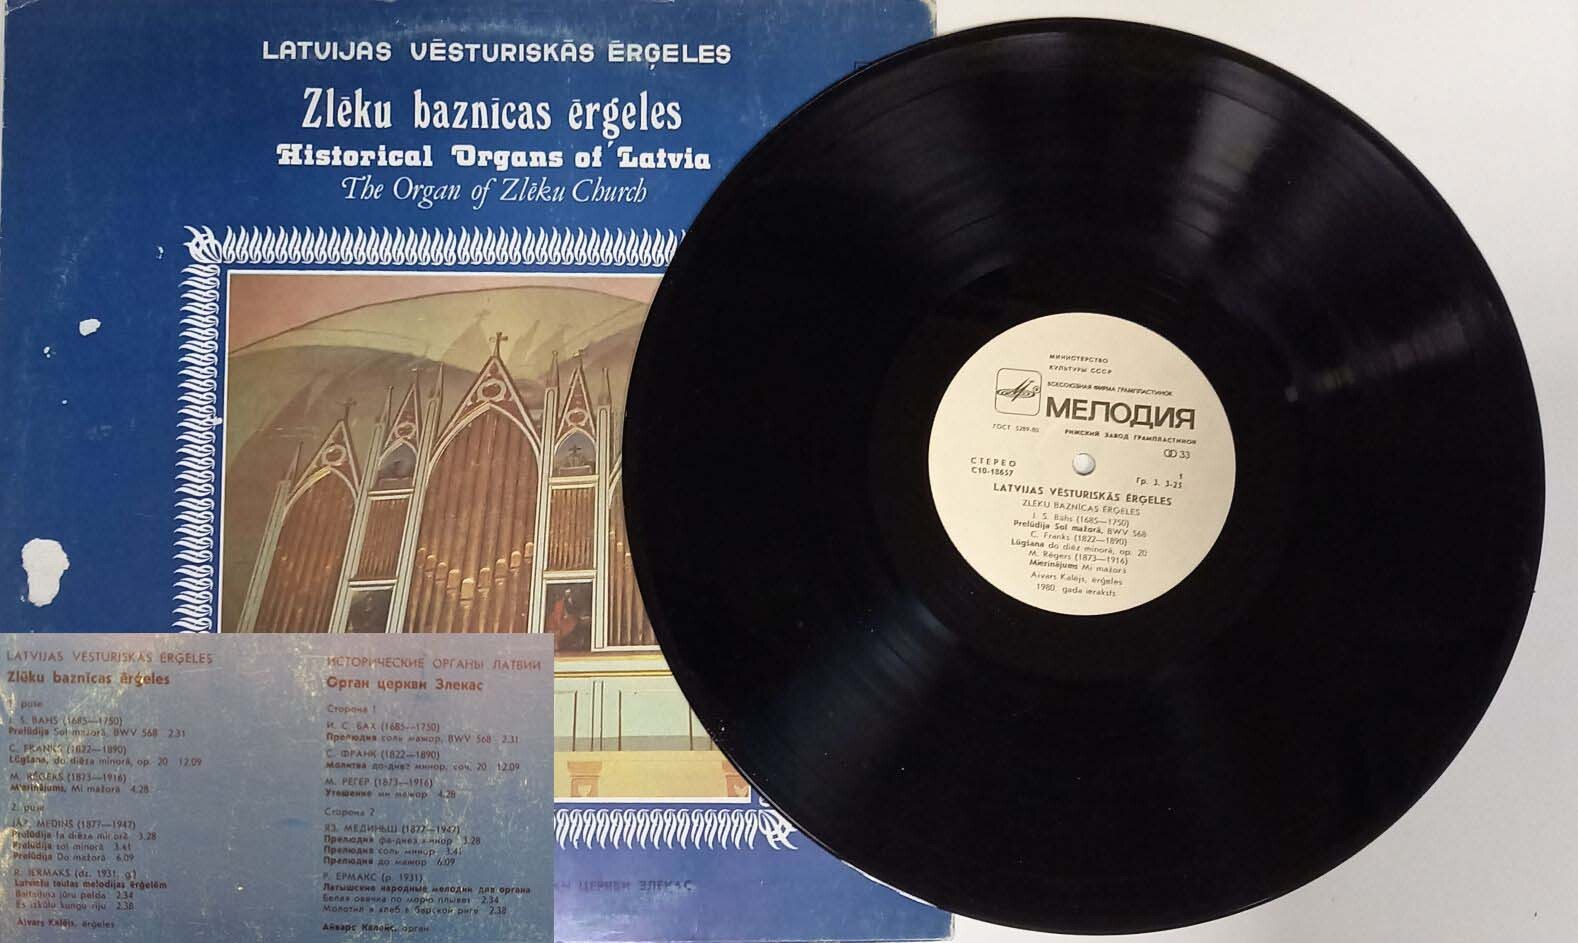 LATVIJAS VĒSTURISKĀS ĒRĢELES
Zlēku baznīcas ērģeles
Historical Organs of Latvia
The Organ of Zlēku Church
МИНИСТЕРСТВО
КУЛЬТУРЫ СССР
ВСЕСОЮЗНАЯ ФИРМА ГРАМПЛАСТИНОК
МЕЛОДИЯ
ГОСТ 5289-80
РИЖСКИЙ ЗАВОД ГРАМПЛАСТИНОК
33
СТЕРЕО
С10-18657
1
Гр. 3. 3-25
LATVIJAS VĒSTURISKĀS ĒRĢELES
ZLĒKU BAZNĪCAS ĒRĢELES
J. S. Bahs (1685—1750)
Prelūdija Sol mažorā, BWV 568
C. Franks (1822—1890)
Lūgšana do diēz minorā, op. 20
M. Rēgers (1873—1916)
Mierinājums Mi mažorā
Aivars Kalējs, ērģeles
1980. gada ieraksts
LATVIJAS VĒSTURISKĀS ĒRĢELES
Zlēku baznīcas ērģeles
1. puse
J. S. BAHS (1685—1750)
Prelūdija Sol mažorā, BWV 568 2.31
C. FRANKS (1822—1890)
Lūgšana, do diēza minorā, op. 20 12.09
M. RĒGERS (1873—1916)
Mierinājums, Mi mažorā 4.28
2. puse
JĀZ. MEDIŅŠ (1877—1947)
Prelūdija fa diēza minorā 3.28
Prelūdija sol minorā 3.41
Prelūdija Do mažorā 6.09
R. JERMAKS (dz. 1931. g.)
Latviešu tautas melodijas ērģelēm
Baltaitiņa jūru pelda 2.34
Es izkūlu kungu riju 2.38
Aivars Kalējs, ērģeles
ИСТОРИЧЕСКИЕ ОРГАНЫ ЛАТВИИ
Орган церкви Злекас
Сторона 1
И. С. БАХ (1685—1750)
Прелюдия соль мажор, BWV 568 2.31
С. ФРАНК (1822—1890)
Молитва до-диез минор, соч. 20 12.09
М. РЕГЕР (1873—1916)
Утешение ми мажор 4.28
Сторона 2
ЯЗ. МЕДИНЬШ (1877—1947)
Прелюдия фа-диез минор 3.28
Прелюдия соль минор 3.41
Прелюдия до мажор 6.09
Р. ЕРМАКС (р. 1931)
Латышские народные мелодии для органа
Белая овечка по морю плывет 2.34
Молотил я хлеб в барской риге 2.38
Айварс Калейс, орган
ЦЕРКВИ ЗЛЕКАС